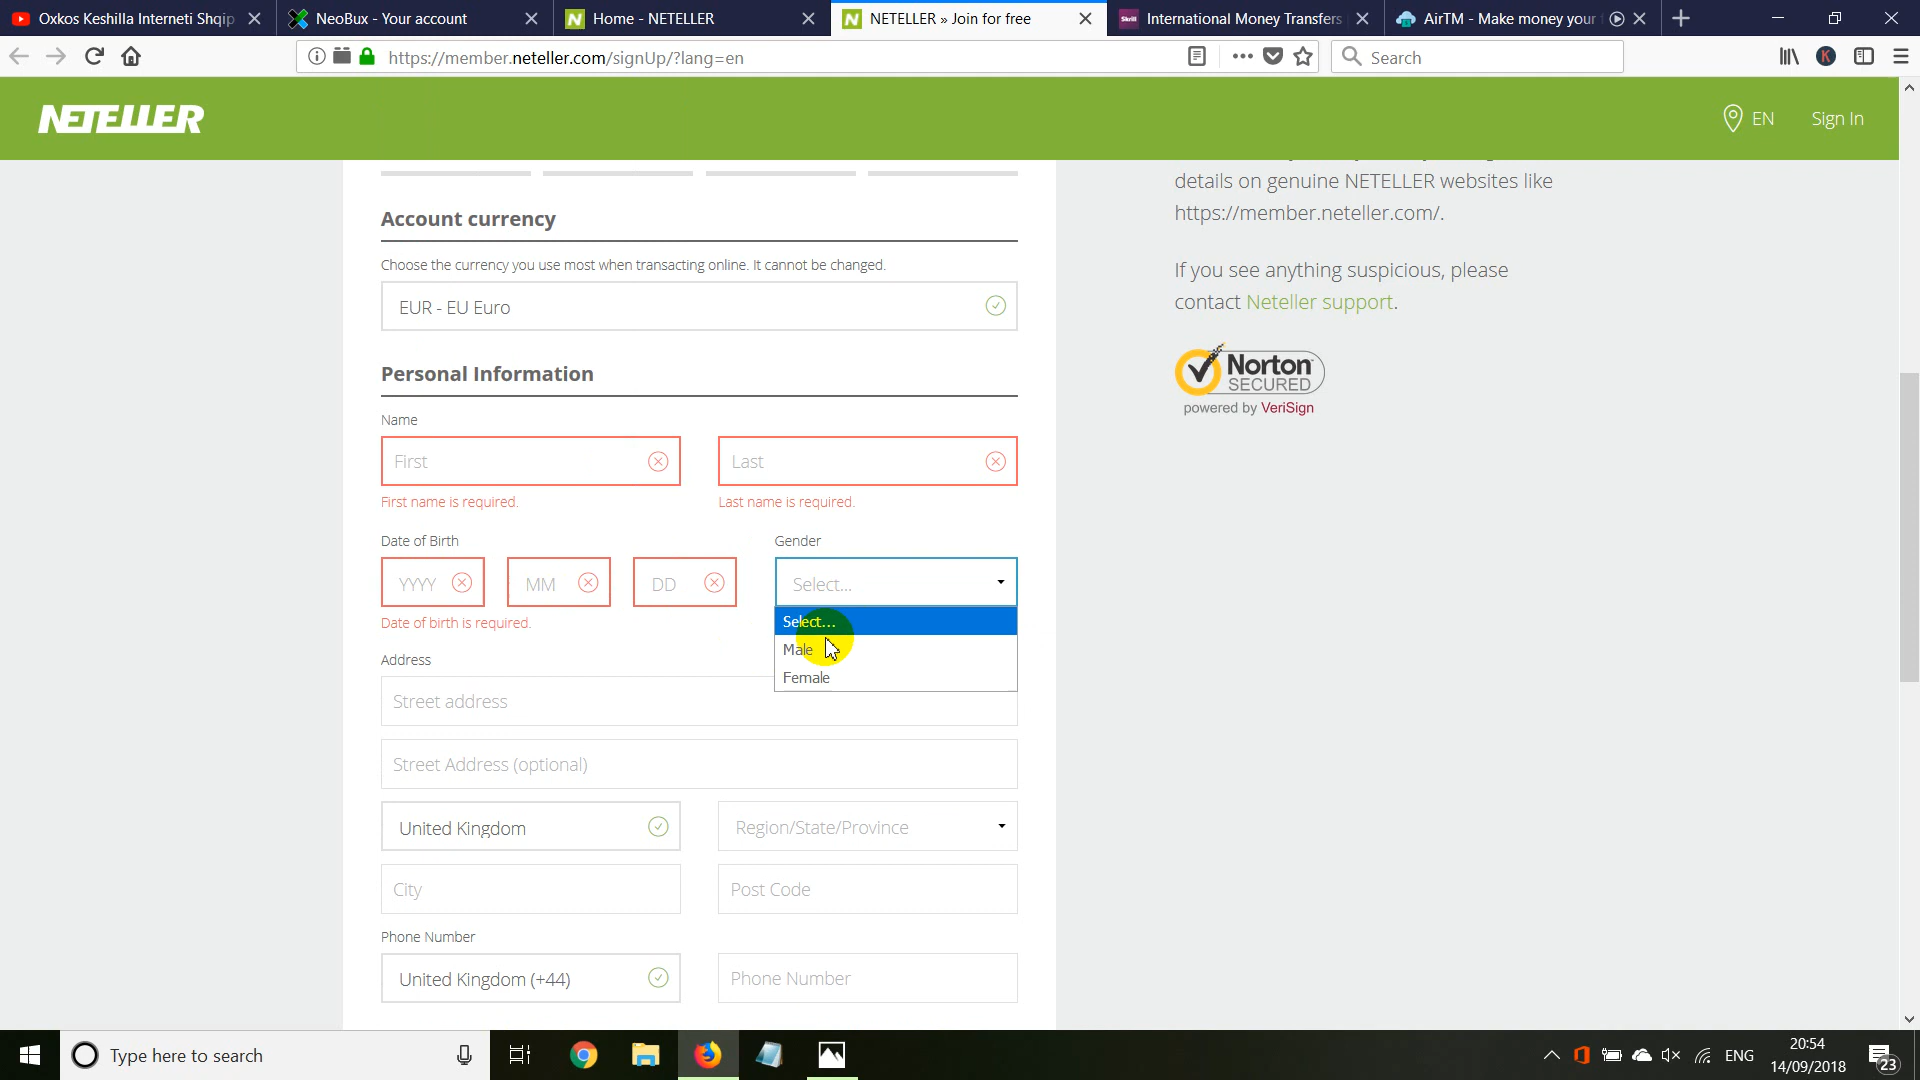 Oxkos Keshilla Interneti Shqip
NeoBux - Your account
Home - NETELLER
NETELLER » Join for free
Skrill
International Money Transfers
AirTM - Make money your
https://member.neteller.com/signUp/?lang=en
Search
K
NETELLER
EN
Sign In
details on genuine NETELLER websites like
https://member.neteller.com/.
If you see anything suspicious, please
contact Neteller support.
Norton
SECURED
powered by VeriSign
Account currency
Choose the currency you use most when transacting online. It cannot be changed.
EUR - EU Euro
Personal Information
Name
First
Last
First name is required.
Last name is required.
Date of Birth
Gender
YYYY
MM
DD
Select...
Select...
Male
Female
Date of birth is required.
Address
Street address
Street Address (optional)
United Kingdom
Region/State/Province
City
Post Code
Phone Number
United Kingdom (+44)
Phone Number
Type here to search
ENG
20:54
14/09/2018
23